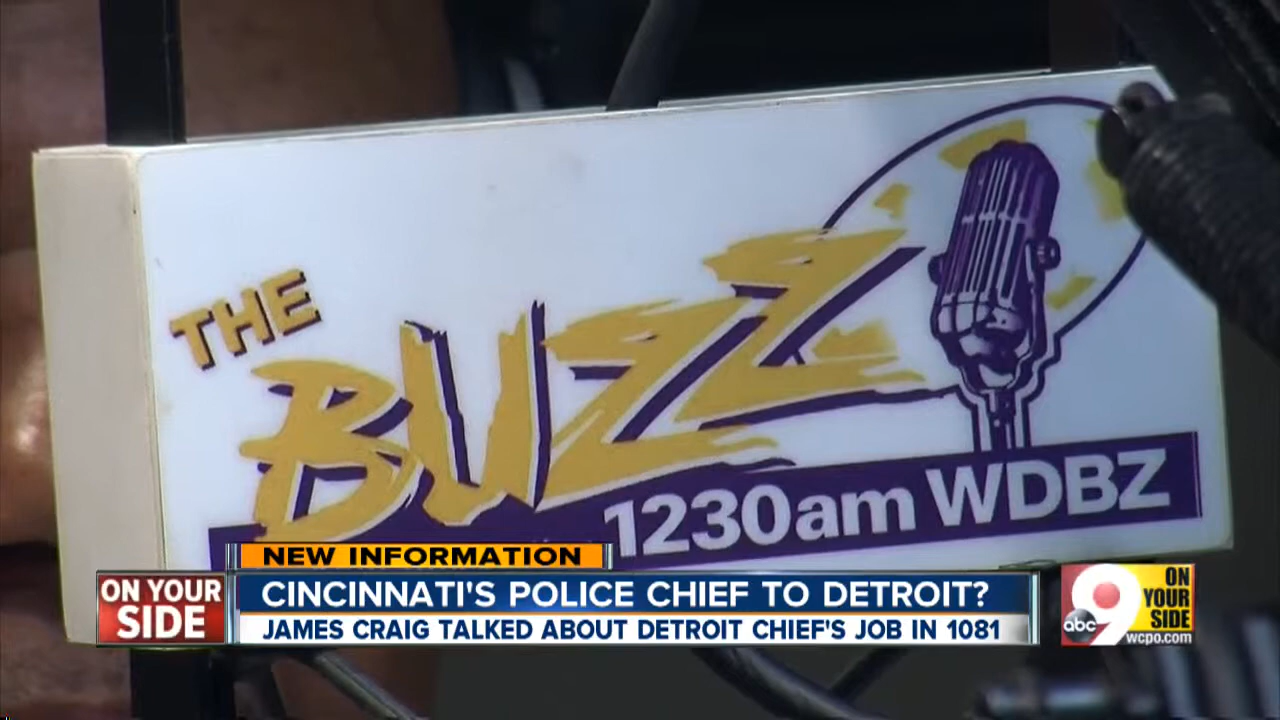 THE
BUZZ
1230am WDBZ
NEW INFORMATION
ON YOUR
SIDE
CINCINNATI'S POLICE CHIEF TO DETROIT?
JAMES CRAIG TALKED ABOUT DETROIT CHIEF'S JOB IN 1081
abc 9
ON
YOUR
SIDE
wcpo.com